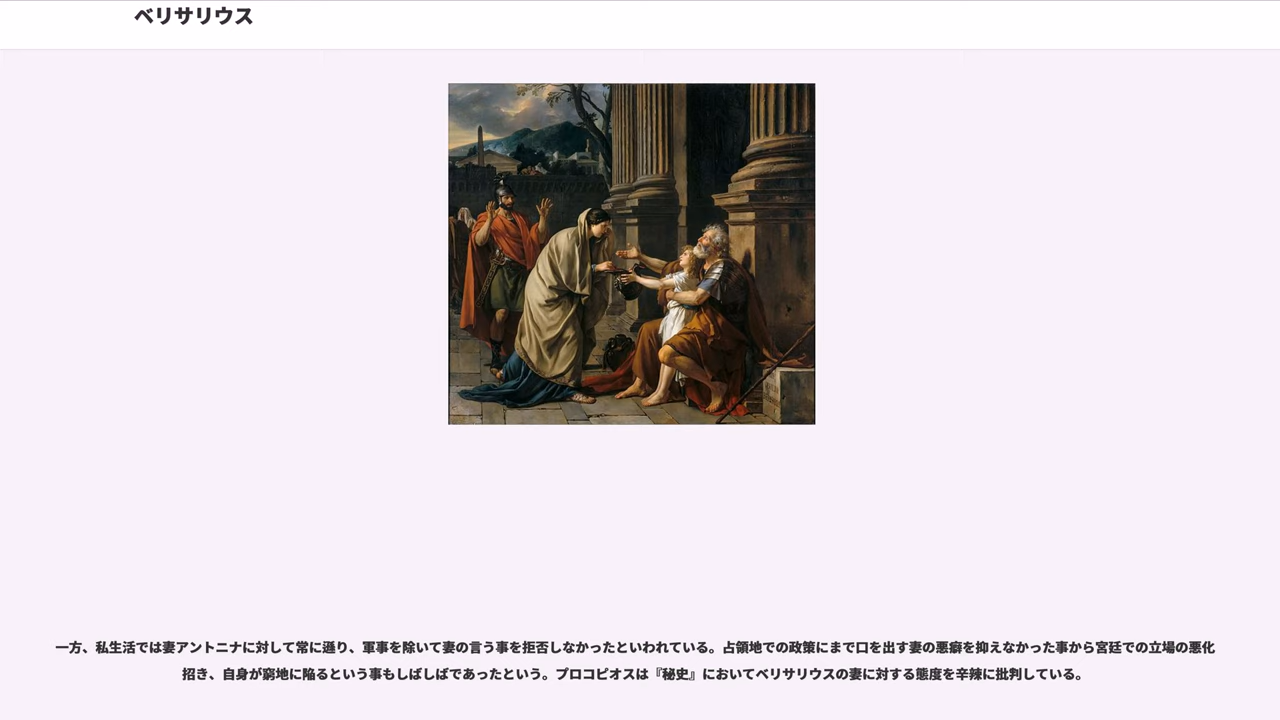 ベリサリウス
一方、私生活では妻アントニナに対して常に遜り、軍事を除いて妻の言う事を拒否しなかったといわれている。占領地での政策にまで口を出す妻の悪癖を抑えなかった事から宮廷での立場の悪化
招き、自身が窮地に陥るという事もしばしばであったという。プロコピオスは『秘史』においてベリサリウスの妻に対する態度を辛辣に批判している。